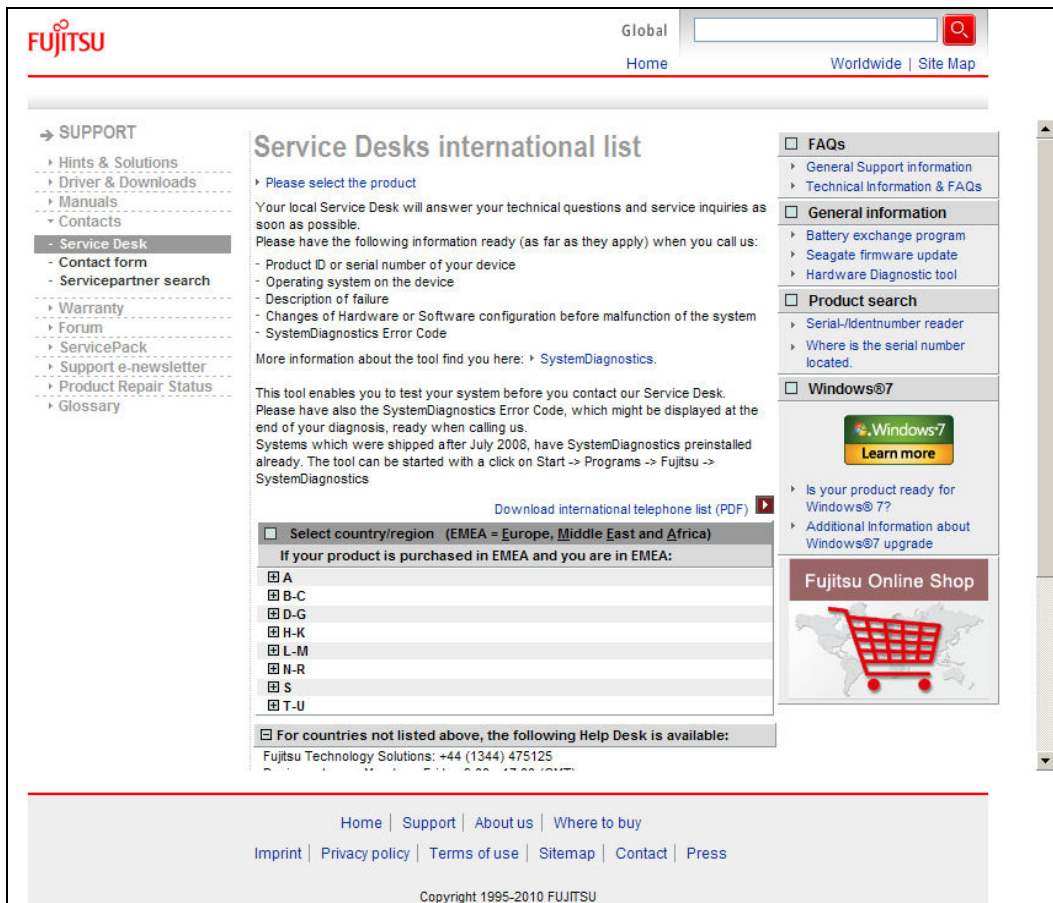 FUJITSU
Global
Home
Worldwide | Site Map
SUPPORT
Hints & Solutions
Driver & Downloads
Manuals
Contacts
- Service Desk
- Contact form
- Servicepartner search
Warranty
Forum
ServicePack
Support e-newsletter
Product Repair Status
Glossary
Service Desks international list
Please select the product
Your local Service Desk will answer your technical questions and service inquiries as
soon as possible.
Please have the following information ready (as far as they apply) when you call us:
- Product ID or serial number of your device
- Operating system on the device
- Description of failure
- Changes of Hardware or Software configuration before malfunction of the system
- SystemDiagnostics Error Code
More information about the tool find you here: SystemDiagnostics.
This tool enables you to test your system before you contact our Service Desk.
Please have also the SystemDiagnostics Error Code, which might be displayed at the
end of your diagnosis, ready when calling us.
Systems which were shipped after July 2008, have SystemDiagnostics preinstalled
already. The tool can be started with a click on Start -> Programs -> Fujitsu ->
SystemDiagnostics
Download international telephone list (PDF)
Select country/region (EMEA = Europe, Middle East and Africa)
If your product is purchased in EMEA and you are in EMEA:
A
B-C
D-G
H-K
L-M
N-R
S
T-U
For countries not listed above, the following Help Desk is available:
Fujitsu Technology Solutions: +44 (1344) 475125
FAQs
General Support information
Technical Information & FAQs
General information
Battery exchange program
Seagate firmware update
Hardware Diagnostic tool
Product search
Serial-/Identnumber reader
Where is the serial number
located.
Windows®7
Windows 7
Learn more
Is your product ready for
Windows® 7?
Additional Information about
Windows®7 upgrade
Fujitsu Online Shop
Home | Support | About us | Where to buy
Imprint | Privacy policy | Terms of use | Sitemap | Contact | Press
Copyright 1995-2010 FUJITSU